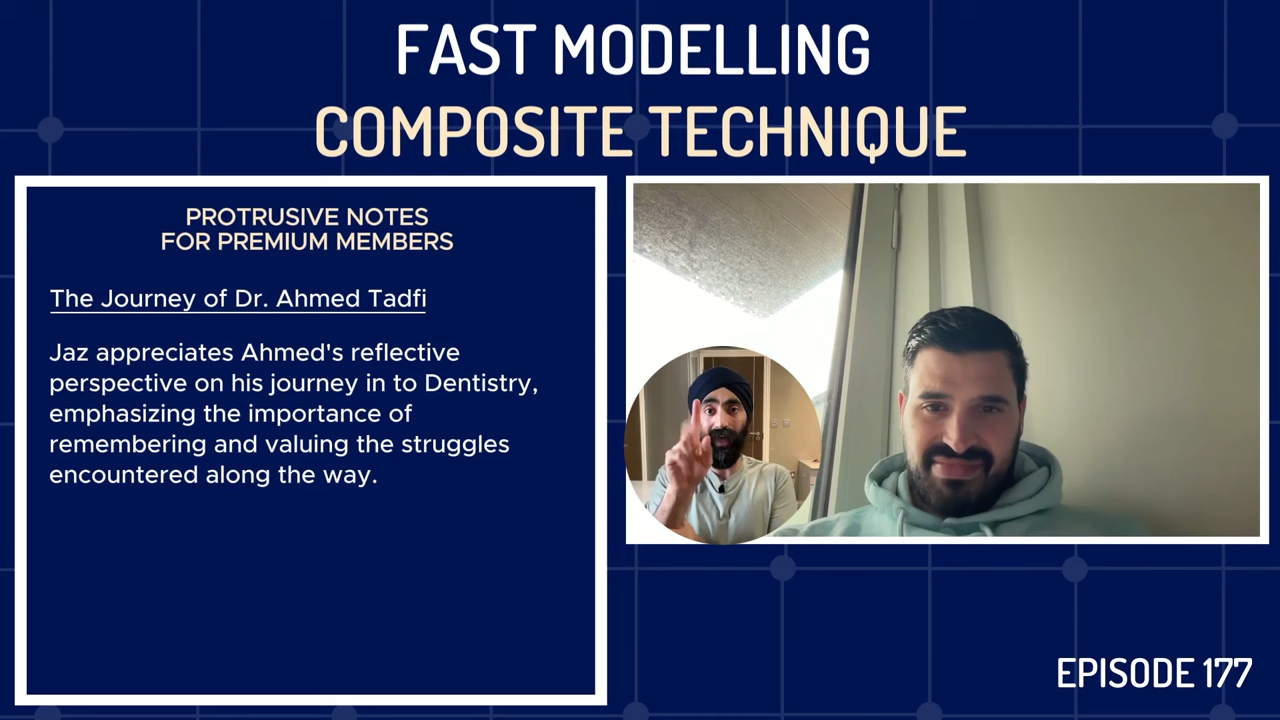 FAST MODELLING
COMPOSITE TECHNIQUE
PROTRUSIVE NOTES
FOR PREMIUM MEMBERS
The Journey of Dr. Ahmed Tadfi
Jaz appreciates Ahmed's reflective
perspective on his journey in to Dentistry,
emphasizing the importance of
remembering and valuing the struggles
encountered along the way.
EPISODE 177